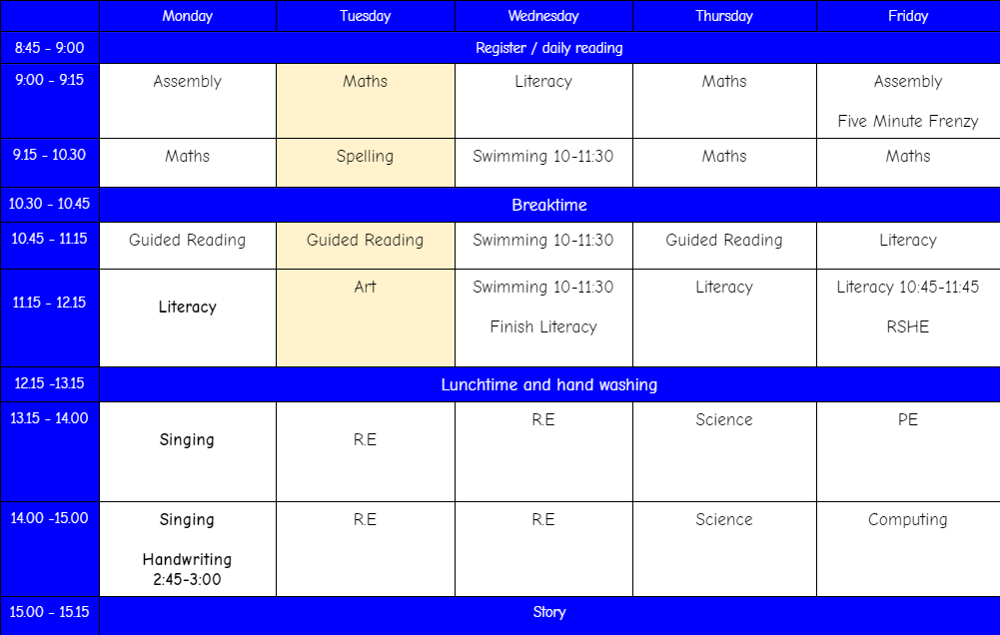 Monday Tuesday Wednesday Thursday Friday
8:45 - 9:00 Register / daily reading
9:00 - 9:15 Assembly Maths Literacy Maths Assembly
Five Minute Frenzy
9.15 - 10.30 Maths Spelling Swimming 10-11:30 Maths Maths
10.30 - 10.45 Breaktime
10.45 - 11.15 Guided Reading Guided Reading Swimming 10-11:30 Guided Reading Literacy
11.15 - 12.15 Literacy Art Swimming 10-11:30 Literacy Literacy 10:45-11:45
Finish Literacy RSHE
12.15 -13.15 Lunchtime and hand washing
13.15 - 14.00 Singing R.E R.E Science PE
14.00 -15.00 Singing R.E R.E Science Computing
Handwriting
2:45-3:00
15.00 - 15.15 Story